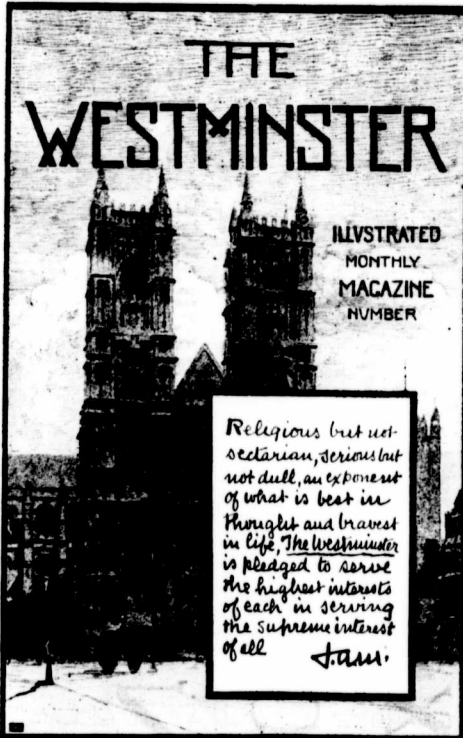 THE
WESTMINSTER
ILLVSTRATED
MONTHLY
MAGAZINE
NUMBER
Religious but not
sectarian, serious but
not dull, an exponent
of what is best in
thought and bravest
in life, The Westminster
is pledged to serve
the highest interests
of each in serving
the supreme interest
of all